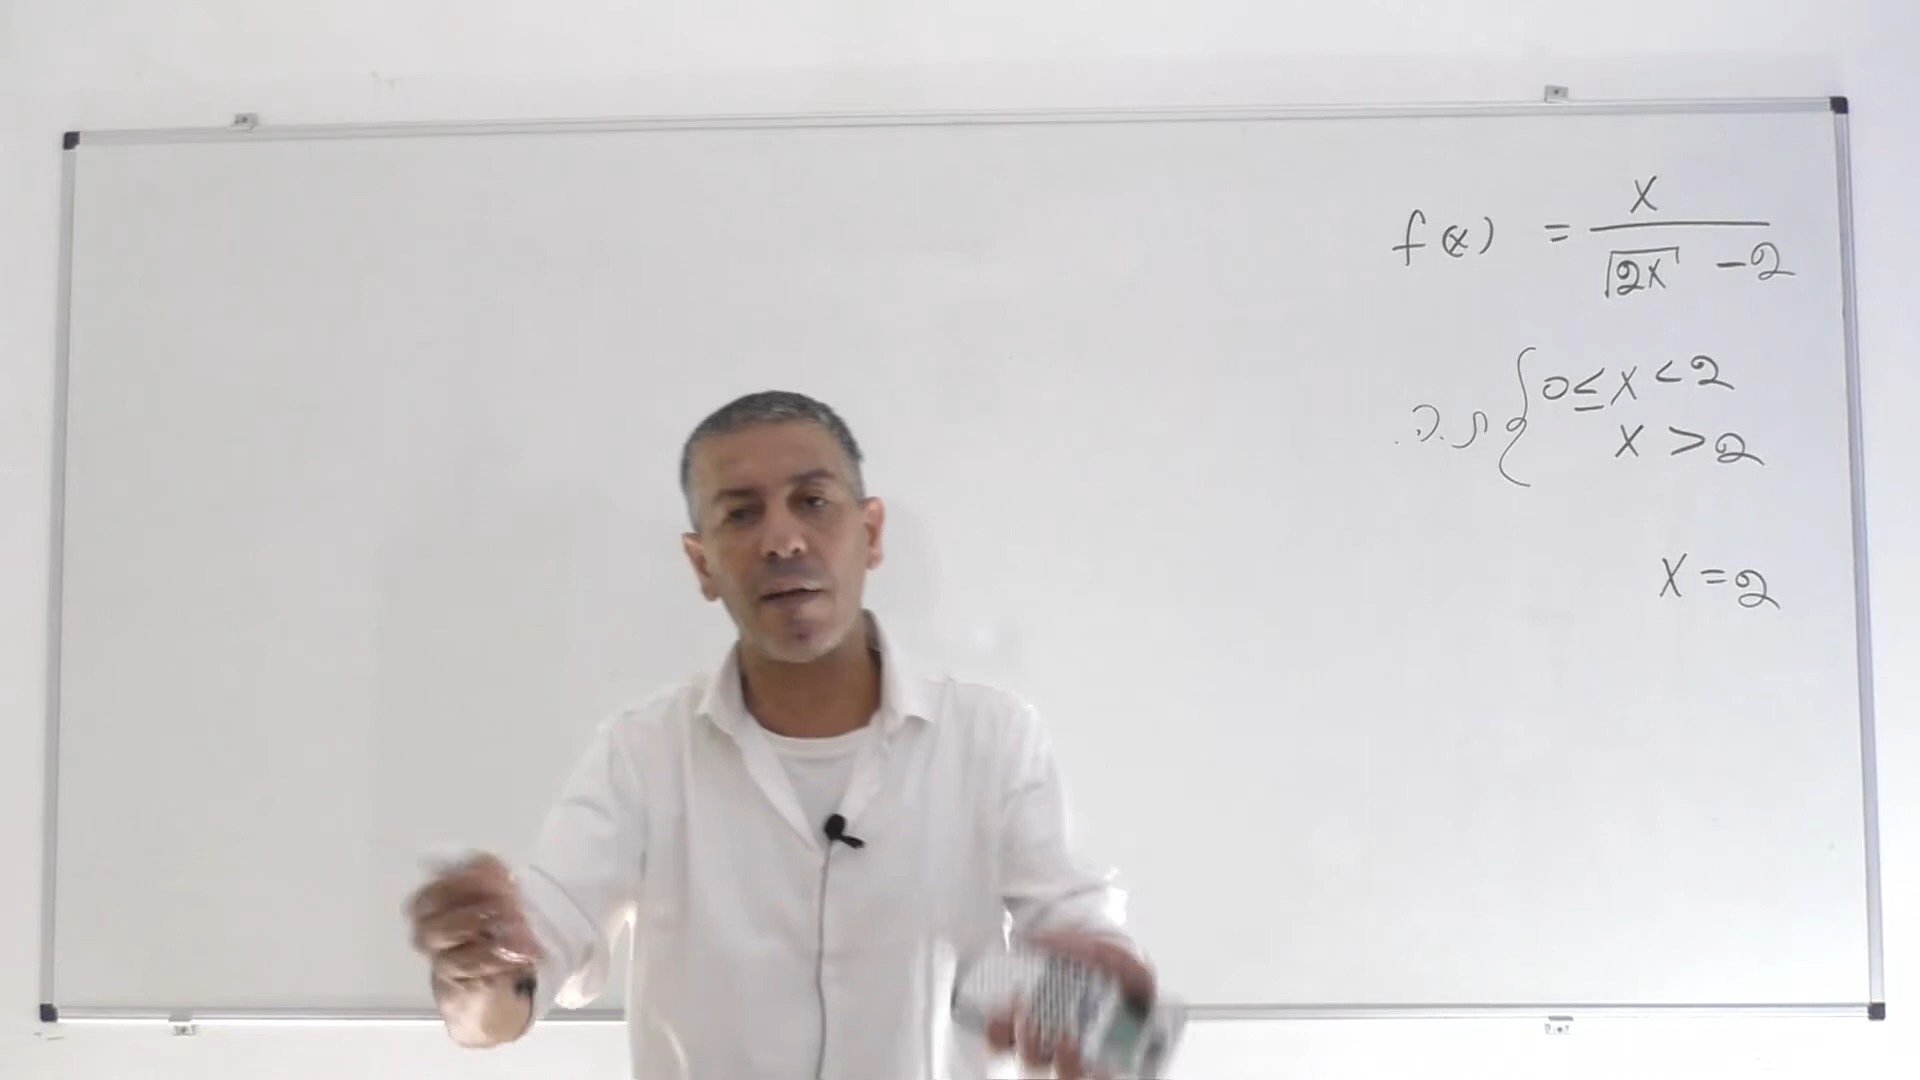 f(x) = x / (√2x - 2)
ת.ה. { 0 ≤ x < 2
x > 2
x = 2